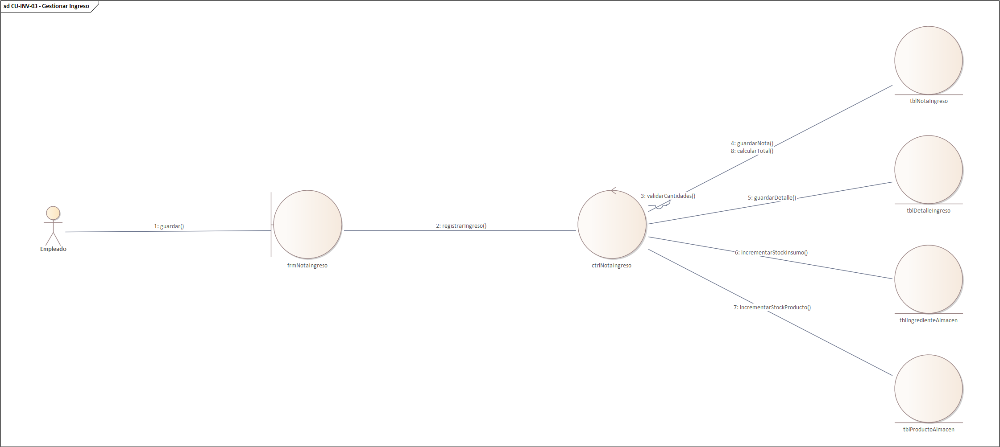 sd CU-INV-03 - Gestionar Ingreso
tblNotaIngreso
4: guardarNota()
8: calcularTotal()
3: validarCantidades()
5: guardarDetalle()
tblDetalleIngreso
1: guardar()
2: registrarIngreso()
Empleado
frmNotaIngreso
ctrlNotaIngreso
6: incrementarStockInsumo()
7: incrementarStockProducto()
tblIngredienteAlmacen
tblProductoAlmacen